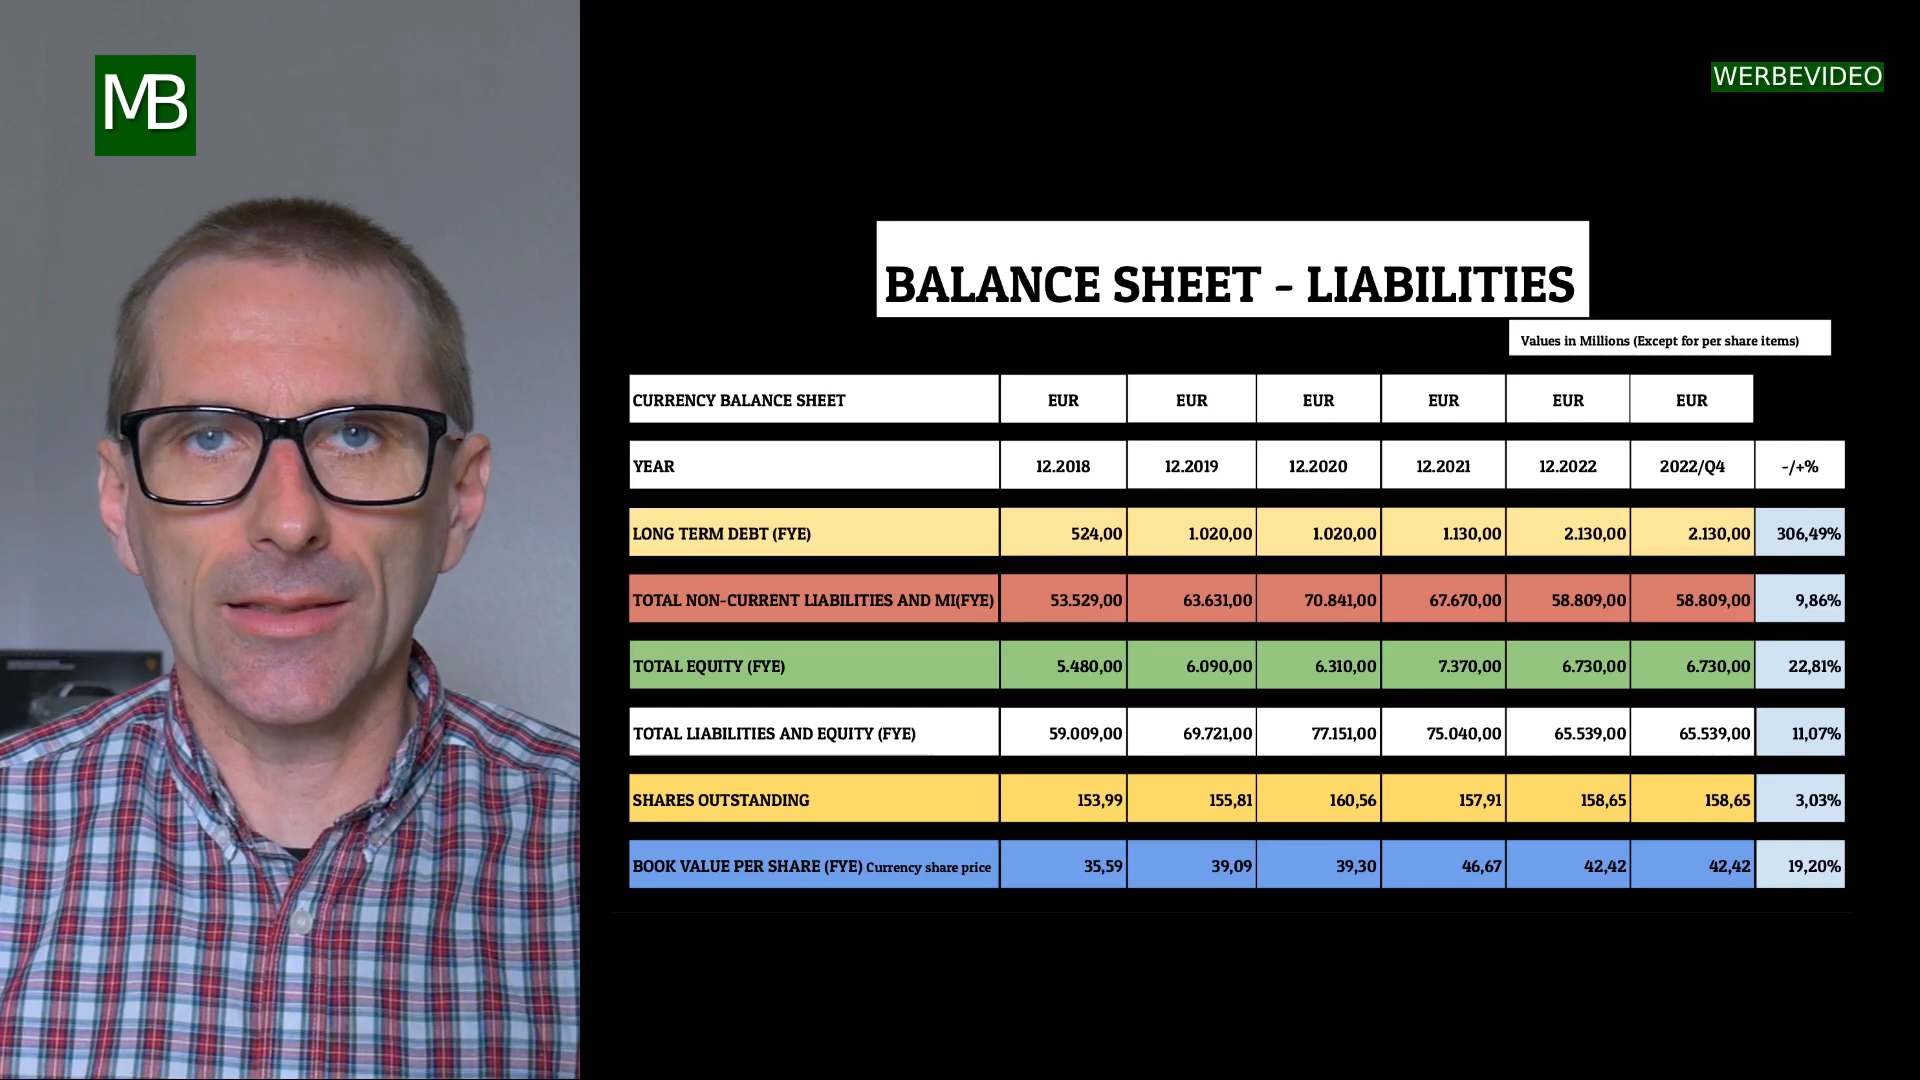 MB
WERBEVIDEO
BALANCE SHEET - LIABILITIES
Values in Millions (Except for per share items)
CURRENCY BALANCE SHEET EUR EUR EUR EUR EUR EUR
YEAR 12.2018 12.2019 12.2020 12.2021 12.2022 2022/Q4 -/+%
LONG TERM DEBT (FYE) 524,00 1.020,00 1.020,00 1.130,00 2.130,00 2.130,00 306,49%
TOTAL NON-CURRENT LIABILITIES AND MI(FYE) 53.529,00 63.631,00 70.841,00 67.670,00 58.809,00 58.809,00 9,86%
TOTAL EQUITY (FYE) 5.480,00 6.090,00 6.310,00 7.370,00 6.730,00 6.730,00 22,81%
TOTAL LIABILITIES AND EQUITY (FYE) 59.009,00 69.721,00 77.151,00 75.040,00 65.539,00 65.539,00 11,07%
SHARES OUTSTANDING 153,99 155,81 160,56 157,91 158,65 158,65 3,03%
BOOK VALUE PER SHARE (FYE) Currency share price 35,59 39,09 39,30 46,67 42,42 42,42 19,20%